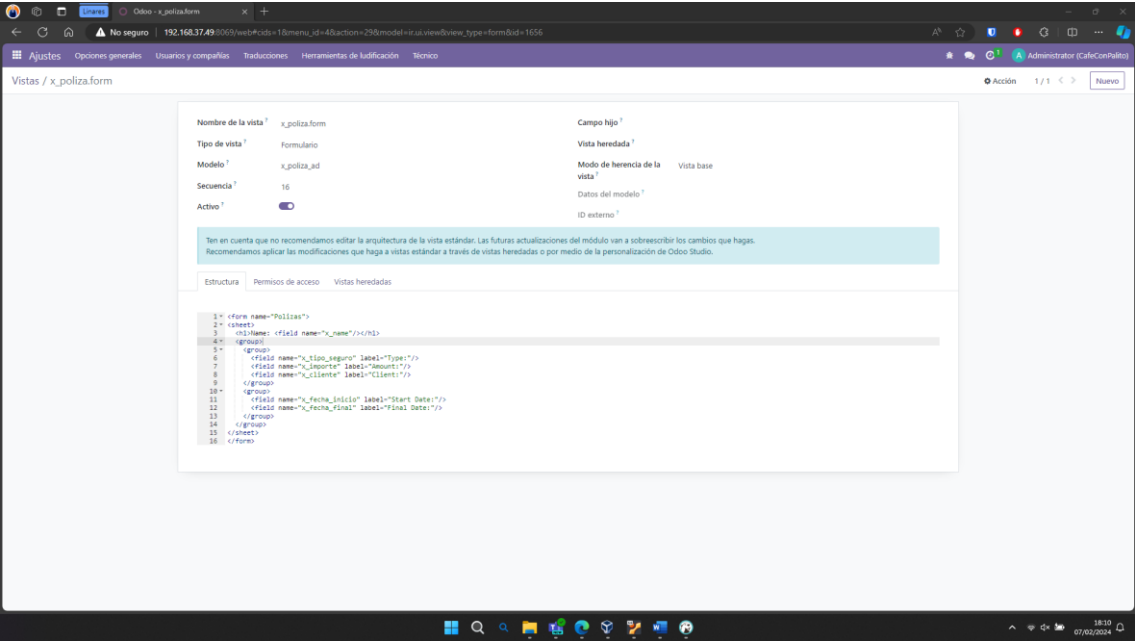 Linares
Odoo - x_poliza.form
No seguro
192.168.37.49:8069/web#cids=1&menu_id=4&action=29&model=ir.ui.view&view_type=form&id=1656
Ajustes Opciones generales Usuarios y compañías Traducciones Herramientas de ludificación Técnico
1
A Administrator (CafeConPalito)
Vistas / x_poliza.form
Acción 1 / 1 Nuevo
Nombre de la vista ? x_poliza.form
Campo hijo ?
Tipo de vista ? Formulario
Vista heredada ?
Modelo ? x_poliza_ad
Modo de herencia de la vista ? Vista base
Secuencia ? 16
Datos del modelo ?
Activo ?
ID externo ?
Ten en cuenta que no recomendamos editar la arquitectura de la vista estándar. Las futuras actualizaciones del módulo van a sobreescribir los cambios que hagas.
Recomendamos aplicar las modificaciones que haga a vistas estándar a través de vistas heredadas o por medio de la personalización de Odoo Studio.
Estructura Permisos de acceso Vistas heredadas
1 <form name="Polizas">
2 <sheet>
3 <h1>Name: <field name="x_name"/></h1>
4 <group>
5 <group>
6 <field name="x_tipo_seguro" label="Type:"/>
7 <field name="x_importe" label="Amount:"/>
8 <field name="x_cliente" label="Client:"/>
9 </group>
10 <group>
11 <field name="x_fecha_inicio" label="Start Date:"/>
12 <field name="x_fecha_final" label="Final Date:"/>
13 </group>
14 </group>
15 </sheet>
16 </form>
18:10
07/02/2024